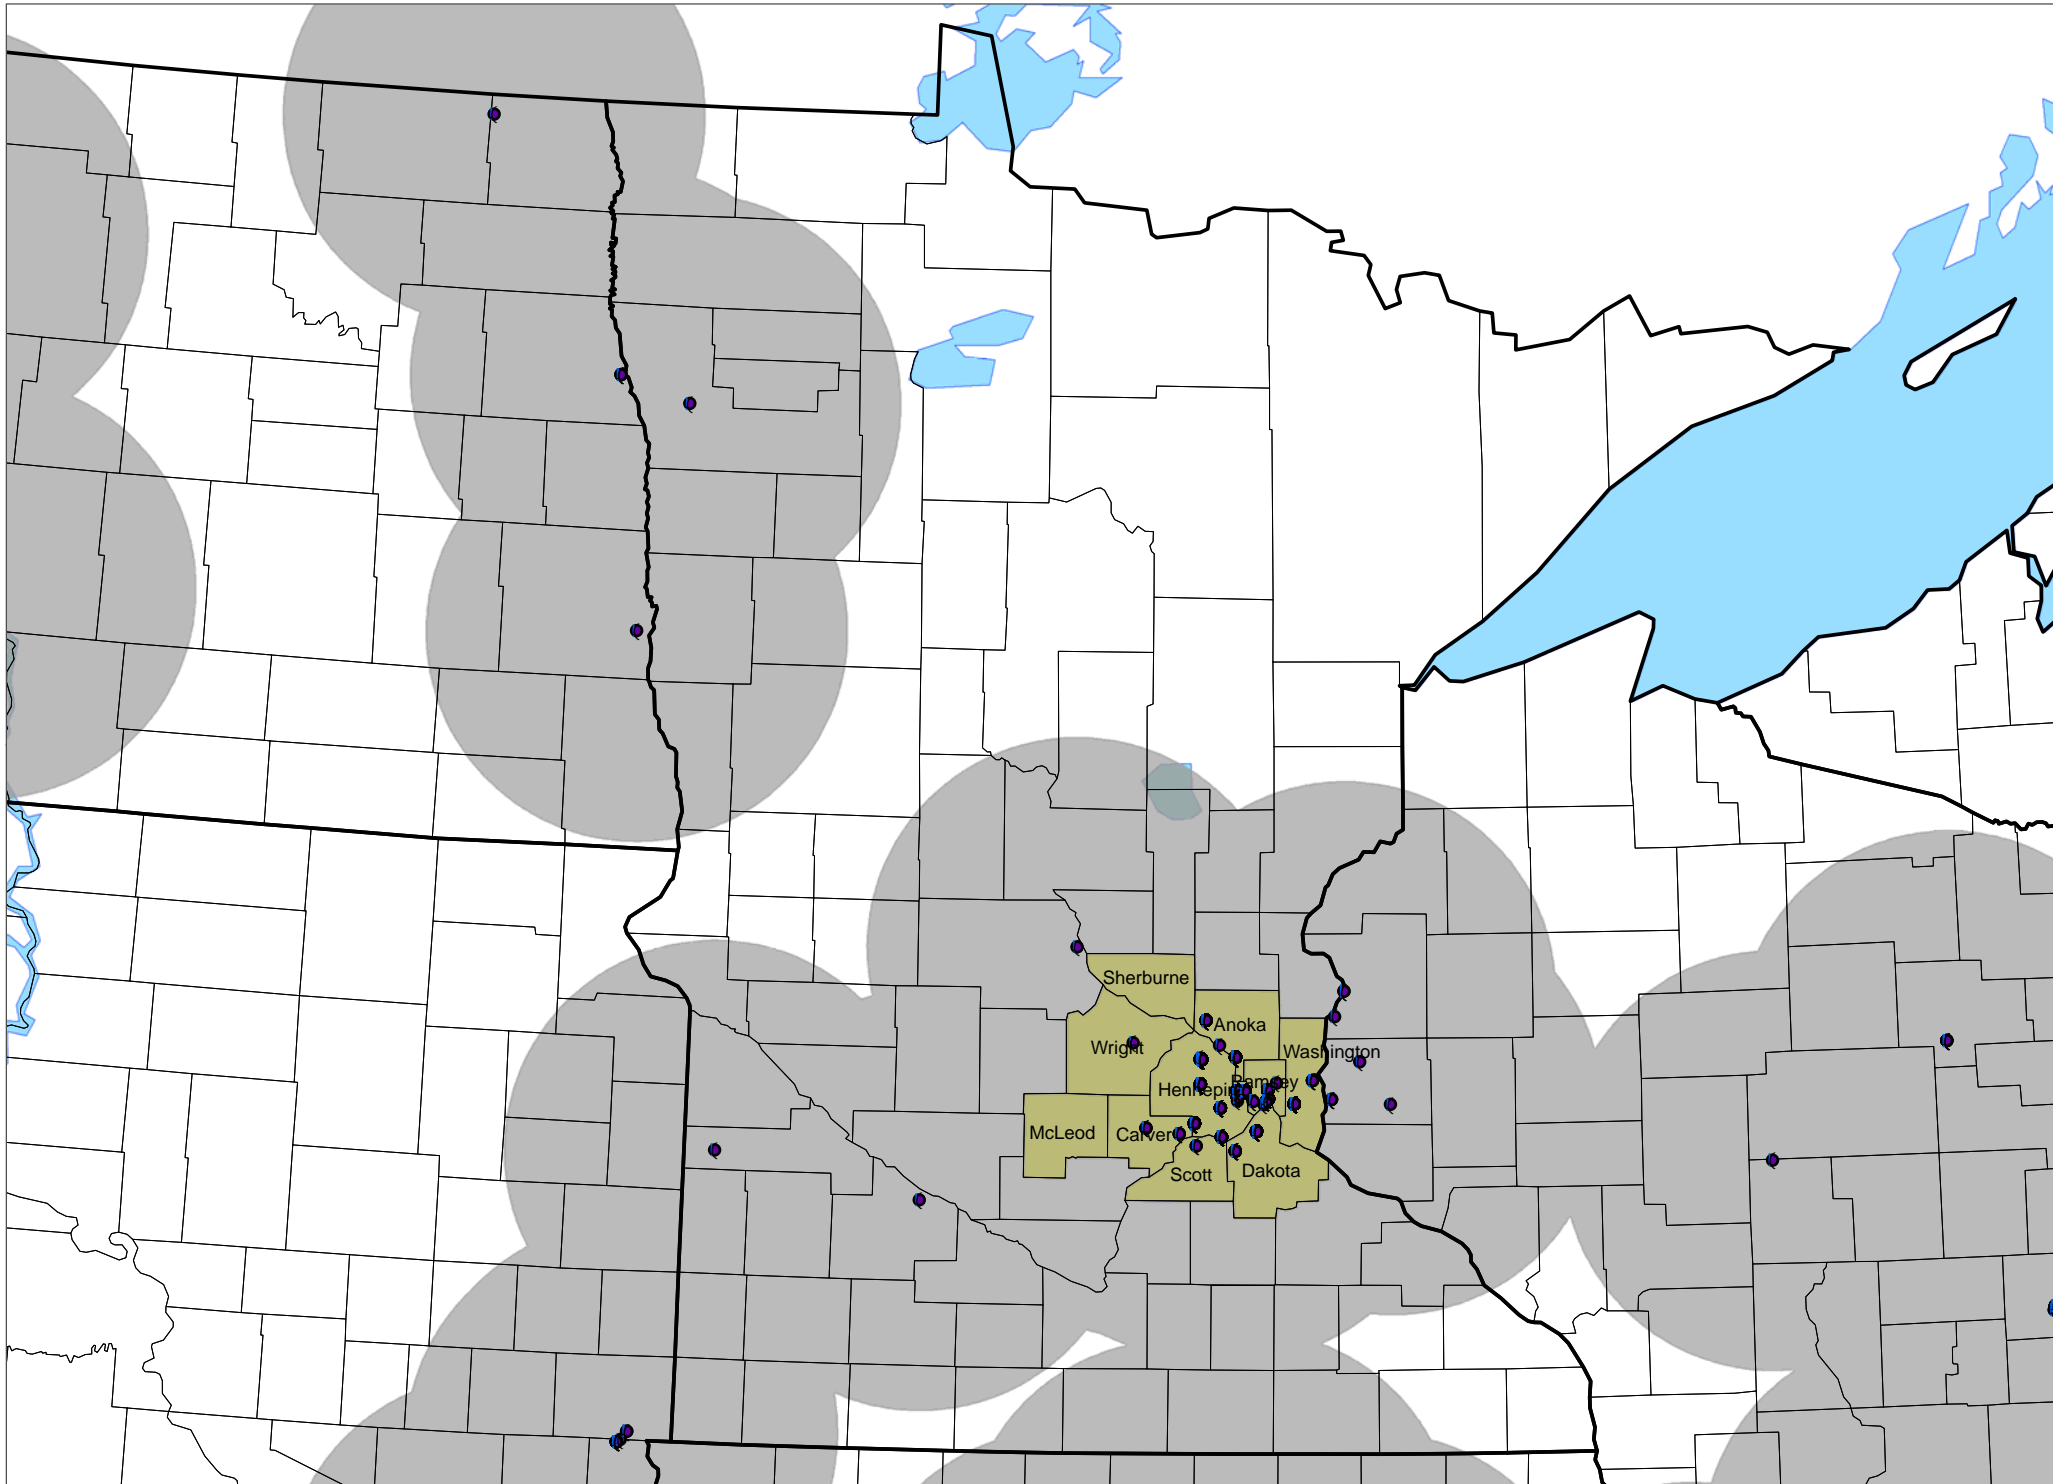 Sherburne
Anoka
Wright
Washington
Ramsey
Hennepin
McLeod
Carver
Scott
Dakota